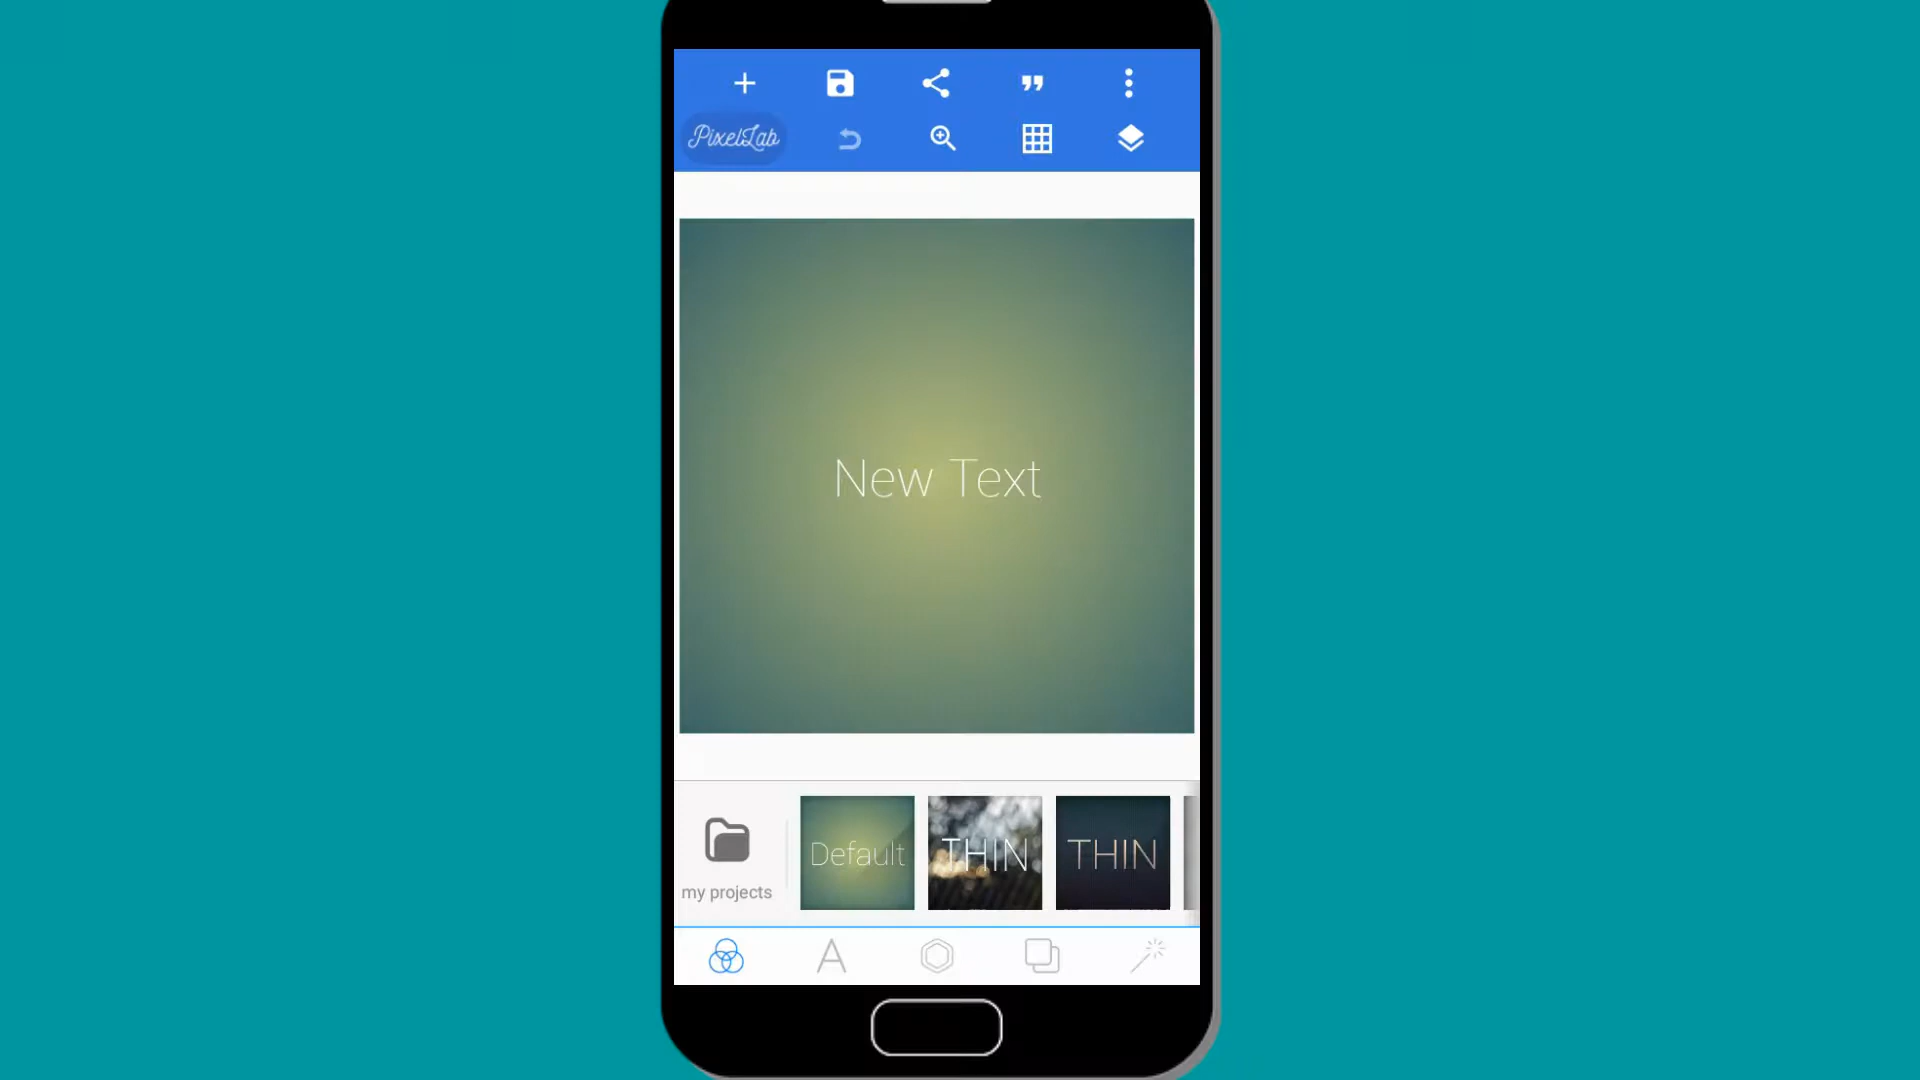 PixelLab
New Text
Default
THIN
THIN
my projects